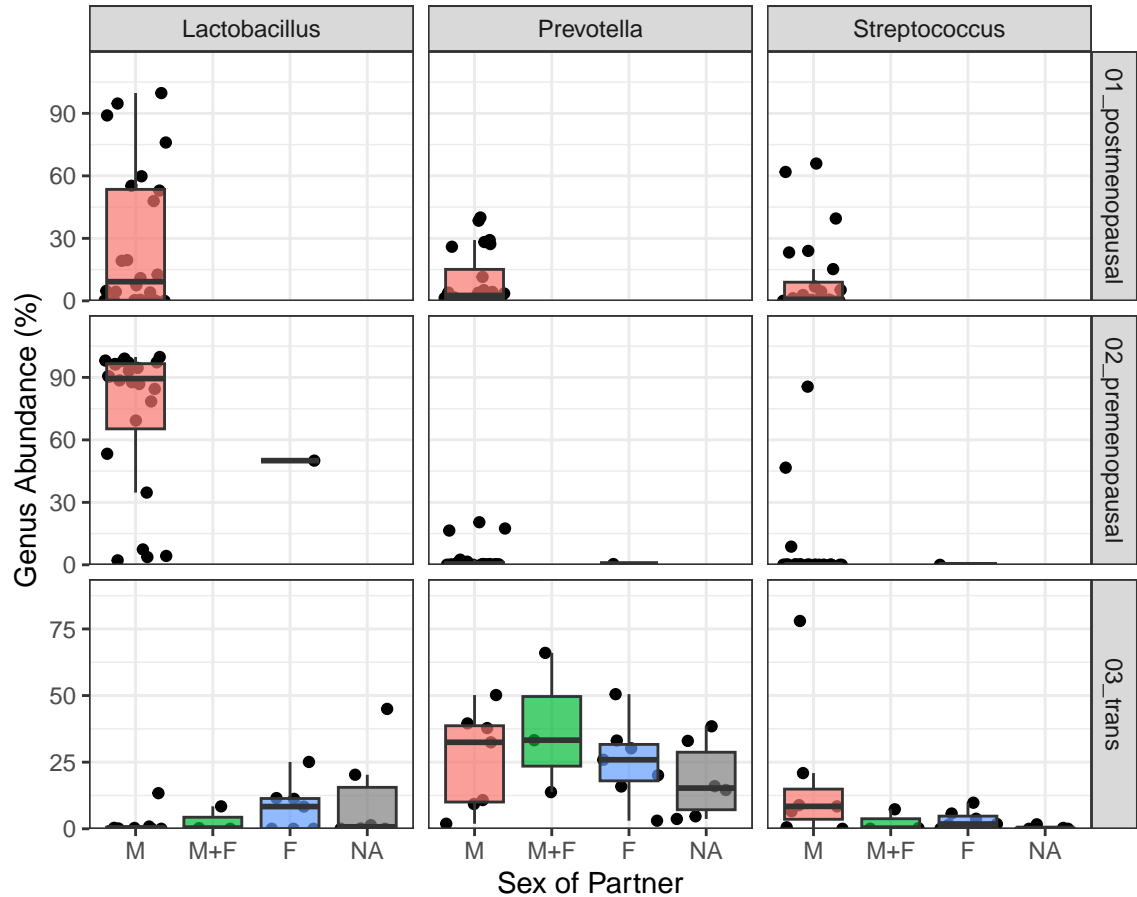 Lactobacillus
Prevotella
Streptococcus
Genus Abundance (%)
90
60
30
0
01_postmenopausal
90
60
30
0
02_premenopausal
75
50
25
0
03_trans
M
M+F
F
NA
M
M+F
F
NA
M
M+F
F
NA
Sex of Partner